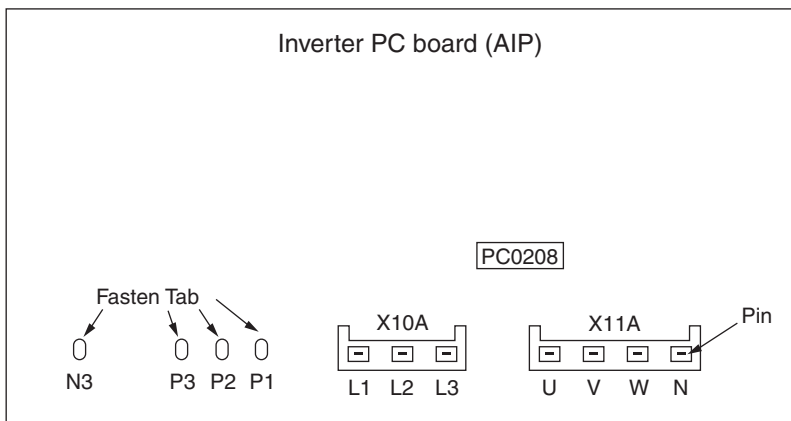 Inverter PC board (AIP)
PC0208
Fasten Tab
X10A
X11A
Pin
N3 P3 P2 P1 L1 L2 L3 U V W N